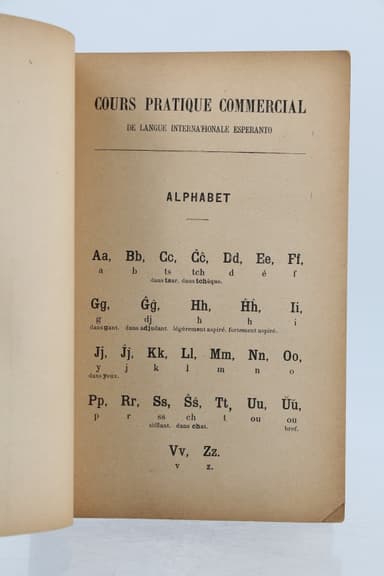 COURS PRATIQUE COMMERCIAL
DE LANGUE INTERNATIONALE ESPERANTO
ALPHABET
Aa, Bb, Cc, Ĉĉ, Dd, Ee, Ff,
a b ts tch d é f
dans tsar. dans tchèque.
Gg, Ĝĝ, Hh, Ĥĥ, Ii,
g dj h h i
dans gant. dans adjudant. légèrement aspiré. fortement aspiré.
Jj, Ĵĵ, Kk, Ll, Mm, Nn, Oo,
y j k l m n o
dans yeux.
Pp, Rr, Ss, Ŝŝ, Tt, Uu, Ŭŭ,
p r ss ch t ou ou
sifflant. dans chat. bref.
Vv, Zz.
v z.